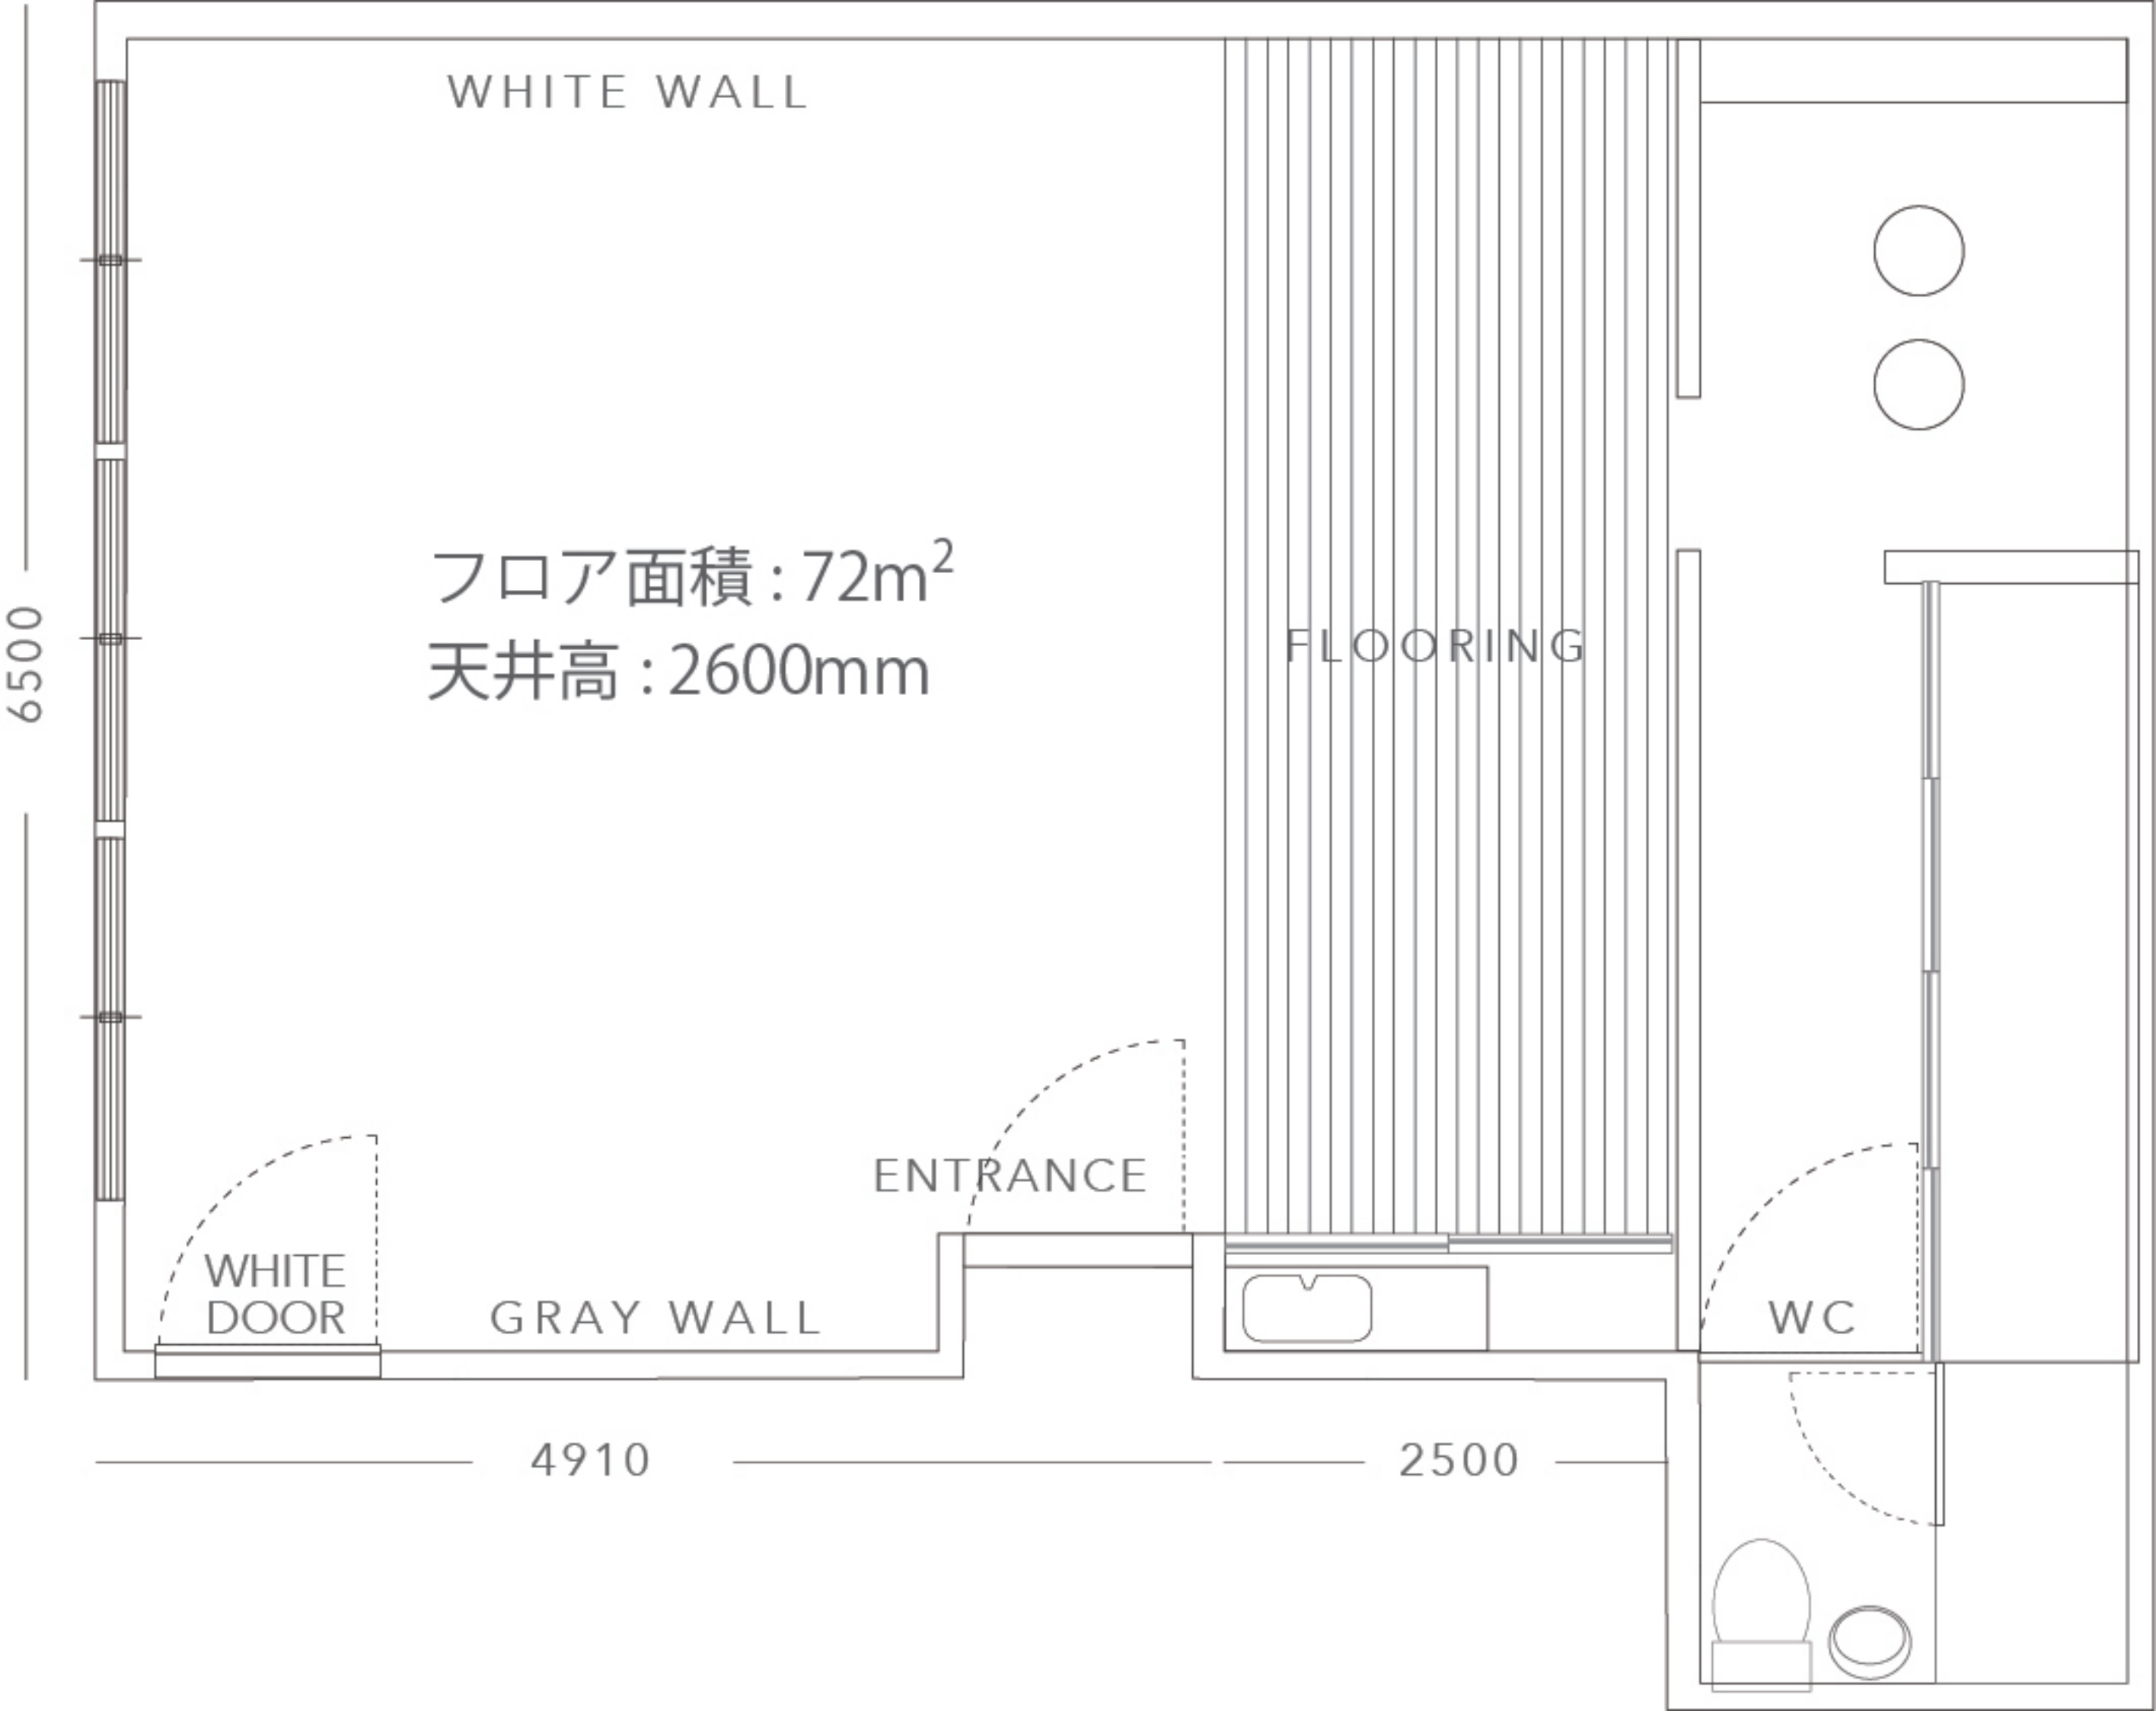 WHITE WALL
フロア面積 : 72m²
天井高 : 2600mm
6500
FLOORING
ENTRANCE
WHITE
DOOR
GRAY WALL
WC
4910
2500